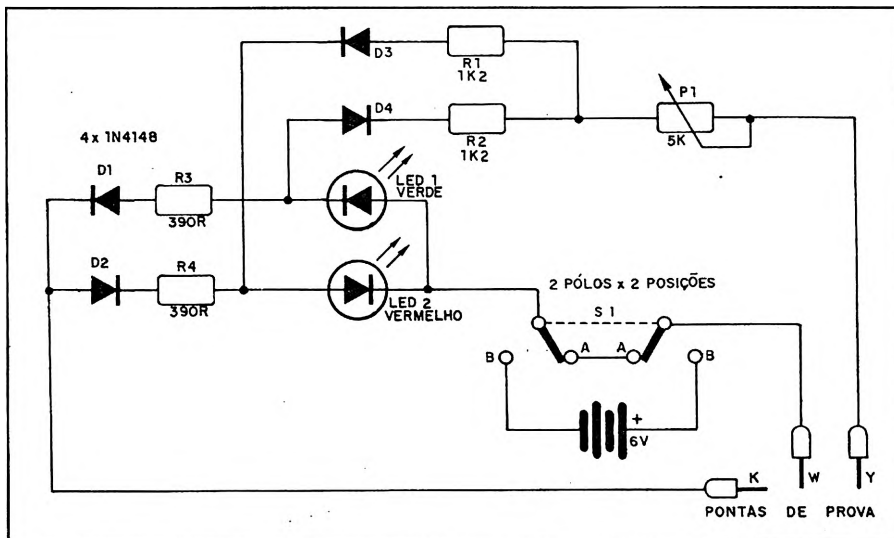 D3
R1
1K2
D4
R2
1K2
P1
5K
4 x 1N4148
D1
R3
390R
LED 1
VERDE
D2
R4
390R
LED 2
VERMELHO
2 PÓLOS x 2 POSIÇÕES
S1
B
A
A
B
+
6V
K
W
Y
PONTAS DE PROVA